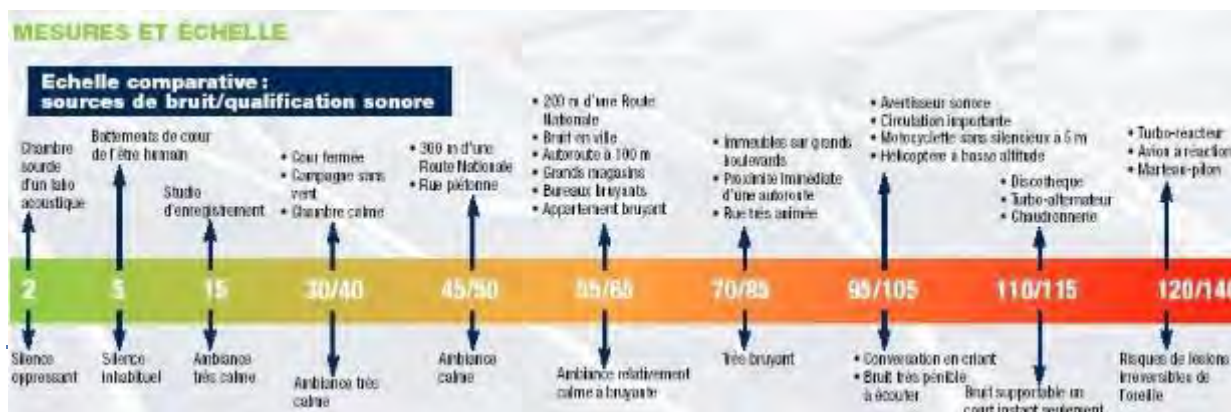 MESURES ET ÉCHELLE
Echelle comparative :
sources de bruit/qualification sonore
Chambre
sourde
d'un labo
acoustique
Battements de cœur
de l'être humain
Studio
d'enregistrement
• Cour fermée
• Campagne sans
vent
• Chambre calme
• 300 m d'une
Route Nationale
• Rue piétonne
• 200 m d'une Route
Nationale
• Bruit en ville
• Autoroute à 100 m
• Grands magasins
• Bureaux bruyants
• Appartement bruyant
• Immeubles sur grands
boulevards
• Proximité immédiate
d'une autoroute
• Rue très animée
• Avertisseur sonore
• Circulation importante
• Motocyclette sans silencieux à 5 m
• Hélicoptère à basse altitude
• Discothèque
• Turbo-alternateur
• Chaudronnerie
• Turbo-réacteur
• Avion à réaction
• Marteau-pilon
2 5 15 30/40 45/50 55/65 70/85 95/105 110/115 120/140
Silence
oppressant
Silence
inhabituel
Ambiance
très calme
Ambiance très
calme
Ambiance
calme
Ambiance relativement
calme à bruyante
Très bruyant
• Conversation en criant
• Bruit très pénible
à écouter
Bruit supportable un
court instant seulement
Risques de lésions
irréversibles de
l'oreille